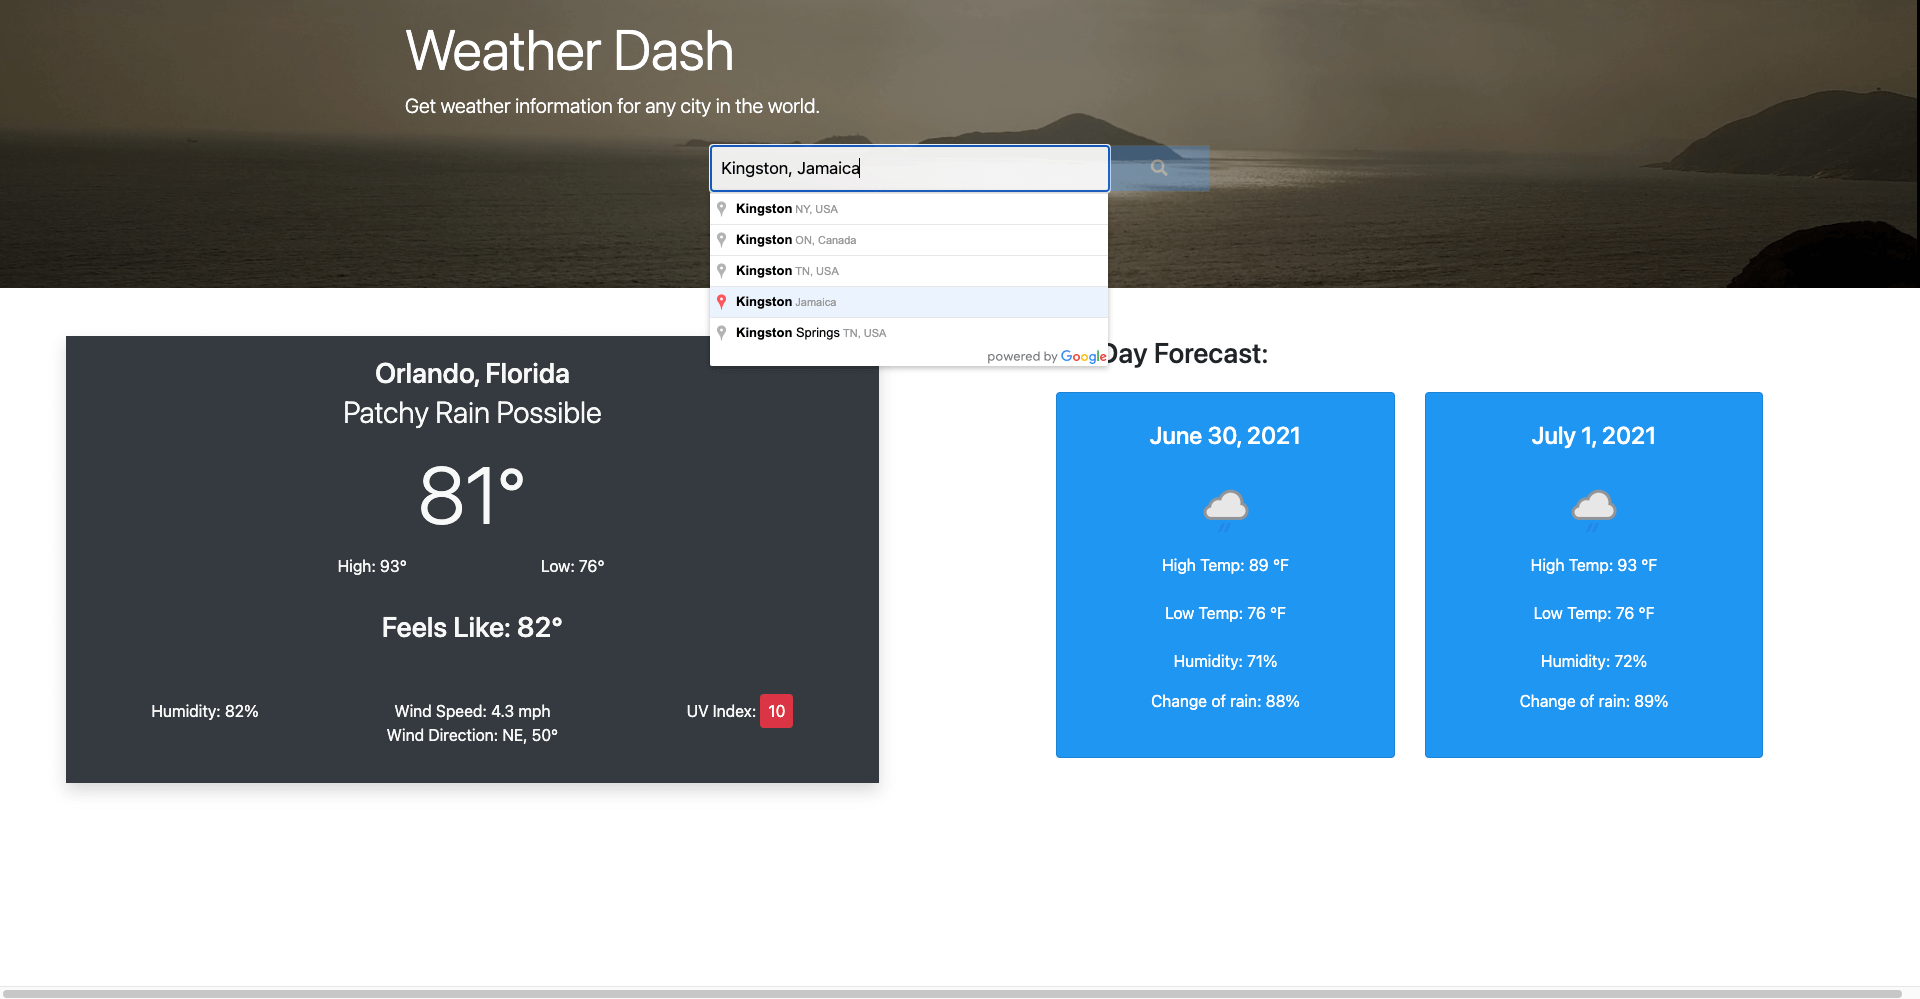 Weather Dash
Get weather information for any city in the world.
Kingston, Jamaica
Kingston NY, USA
Kingston ON, Canada
Kingston TN, USA
Kingston Jamaica
Kingston Springs TN, USA
powered by Google
Orlando, Florida
Patchy Rain Possible
81°
High: 93° Low: 76°
Feels Like: 82°
Humidity: 82% Wind Speed: 4.3 mph UV Index: 10
Wind Direction: NE, 50°
Day Forecast:
June 30, 2021
High Temp: 89 °F
Low Temp: 76 °F
Humidity: 71%
Change of rain: 88%
July 1, 2021
High Temp: 93 °F
Low Temp: 76 °F
Humidity: 72%
Change of rain: 89%